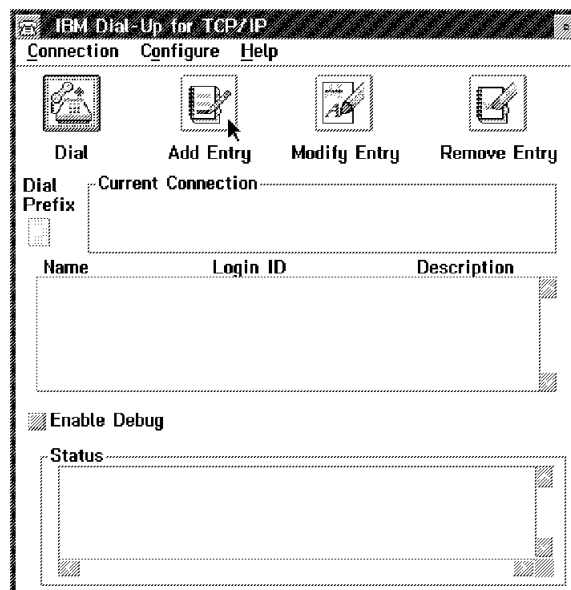 IBM Dial-Up for TCP/IP
Connection Configure Help
Dial Add Entry Modify Entry Remove Entry
Dial Prefix
Current Connection
Name Login ID Description
Enable Debug
Status